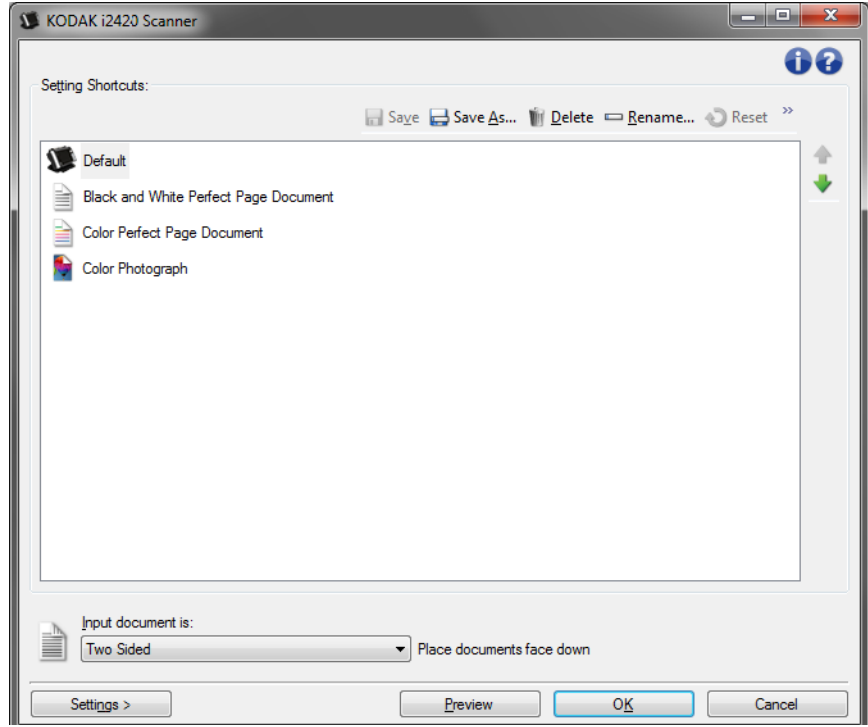 KODAK i2420 Scanner
Setting Shortcuts:
Save Save As... Delete Rename... Reset »
Default
Black and White Perfect Page Document
Color Perfect Page Document
Color Photograph
Input document is:
Two Sided Place documents face down
Settings > Preview OK Cancel